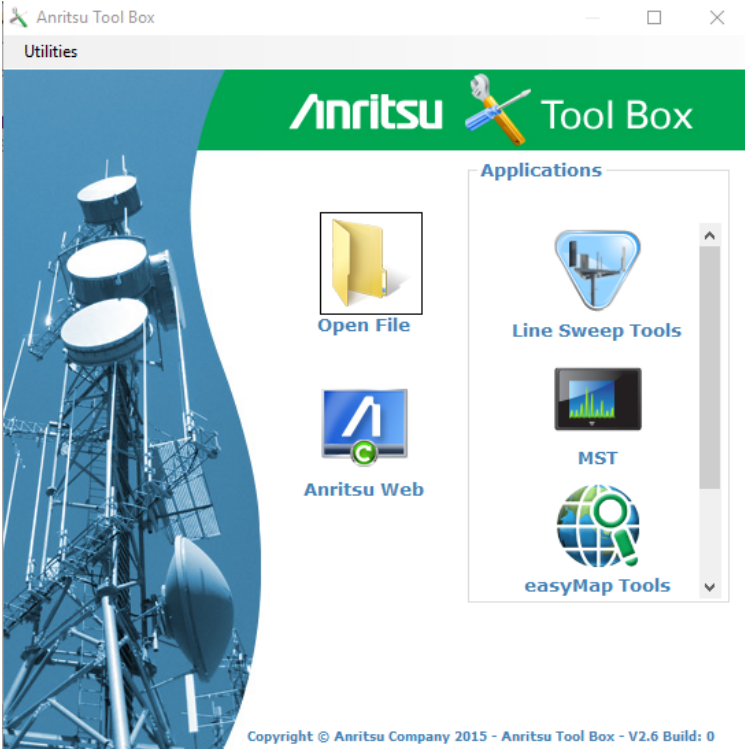 Anritsu Tool Box
Utilities
Anritsu Tool Box
Applications
Open File
Line Sweep Tools
MST
Anritsu Web
easyMap Tools
Copyright © Anritsu Company 2015 - Anritsu Tool Box - V2.6 Build: 0